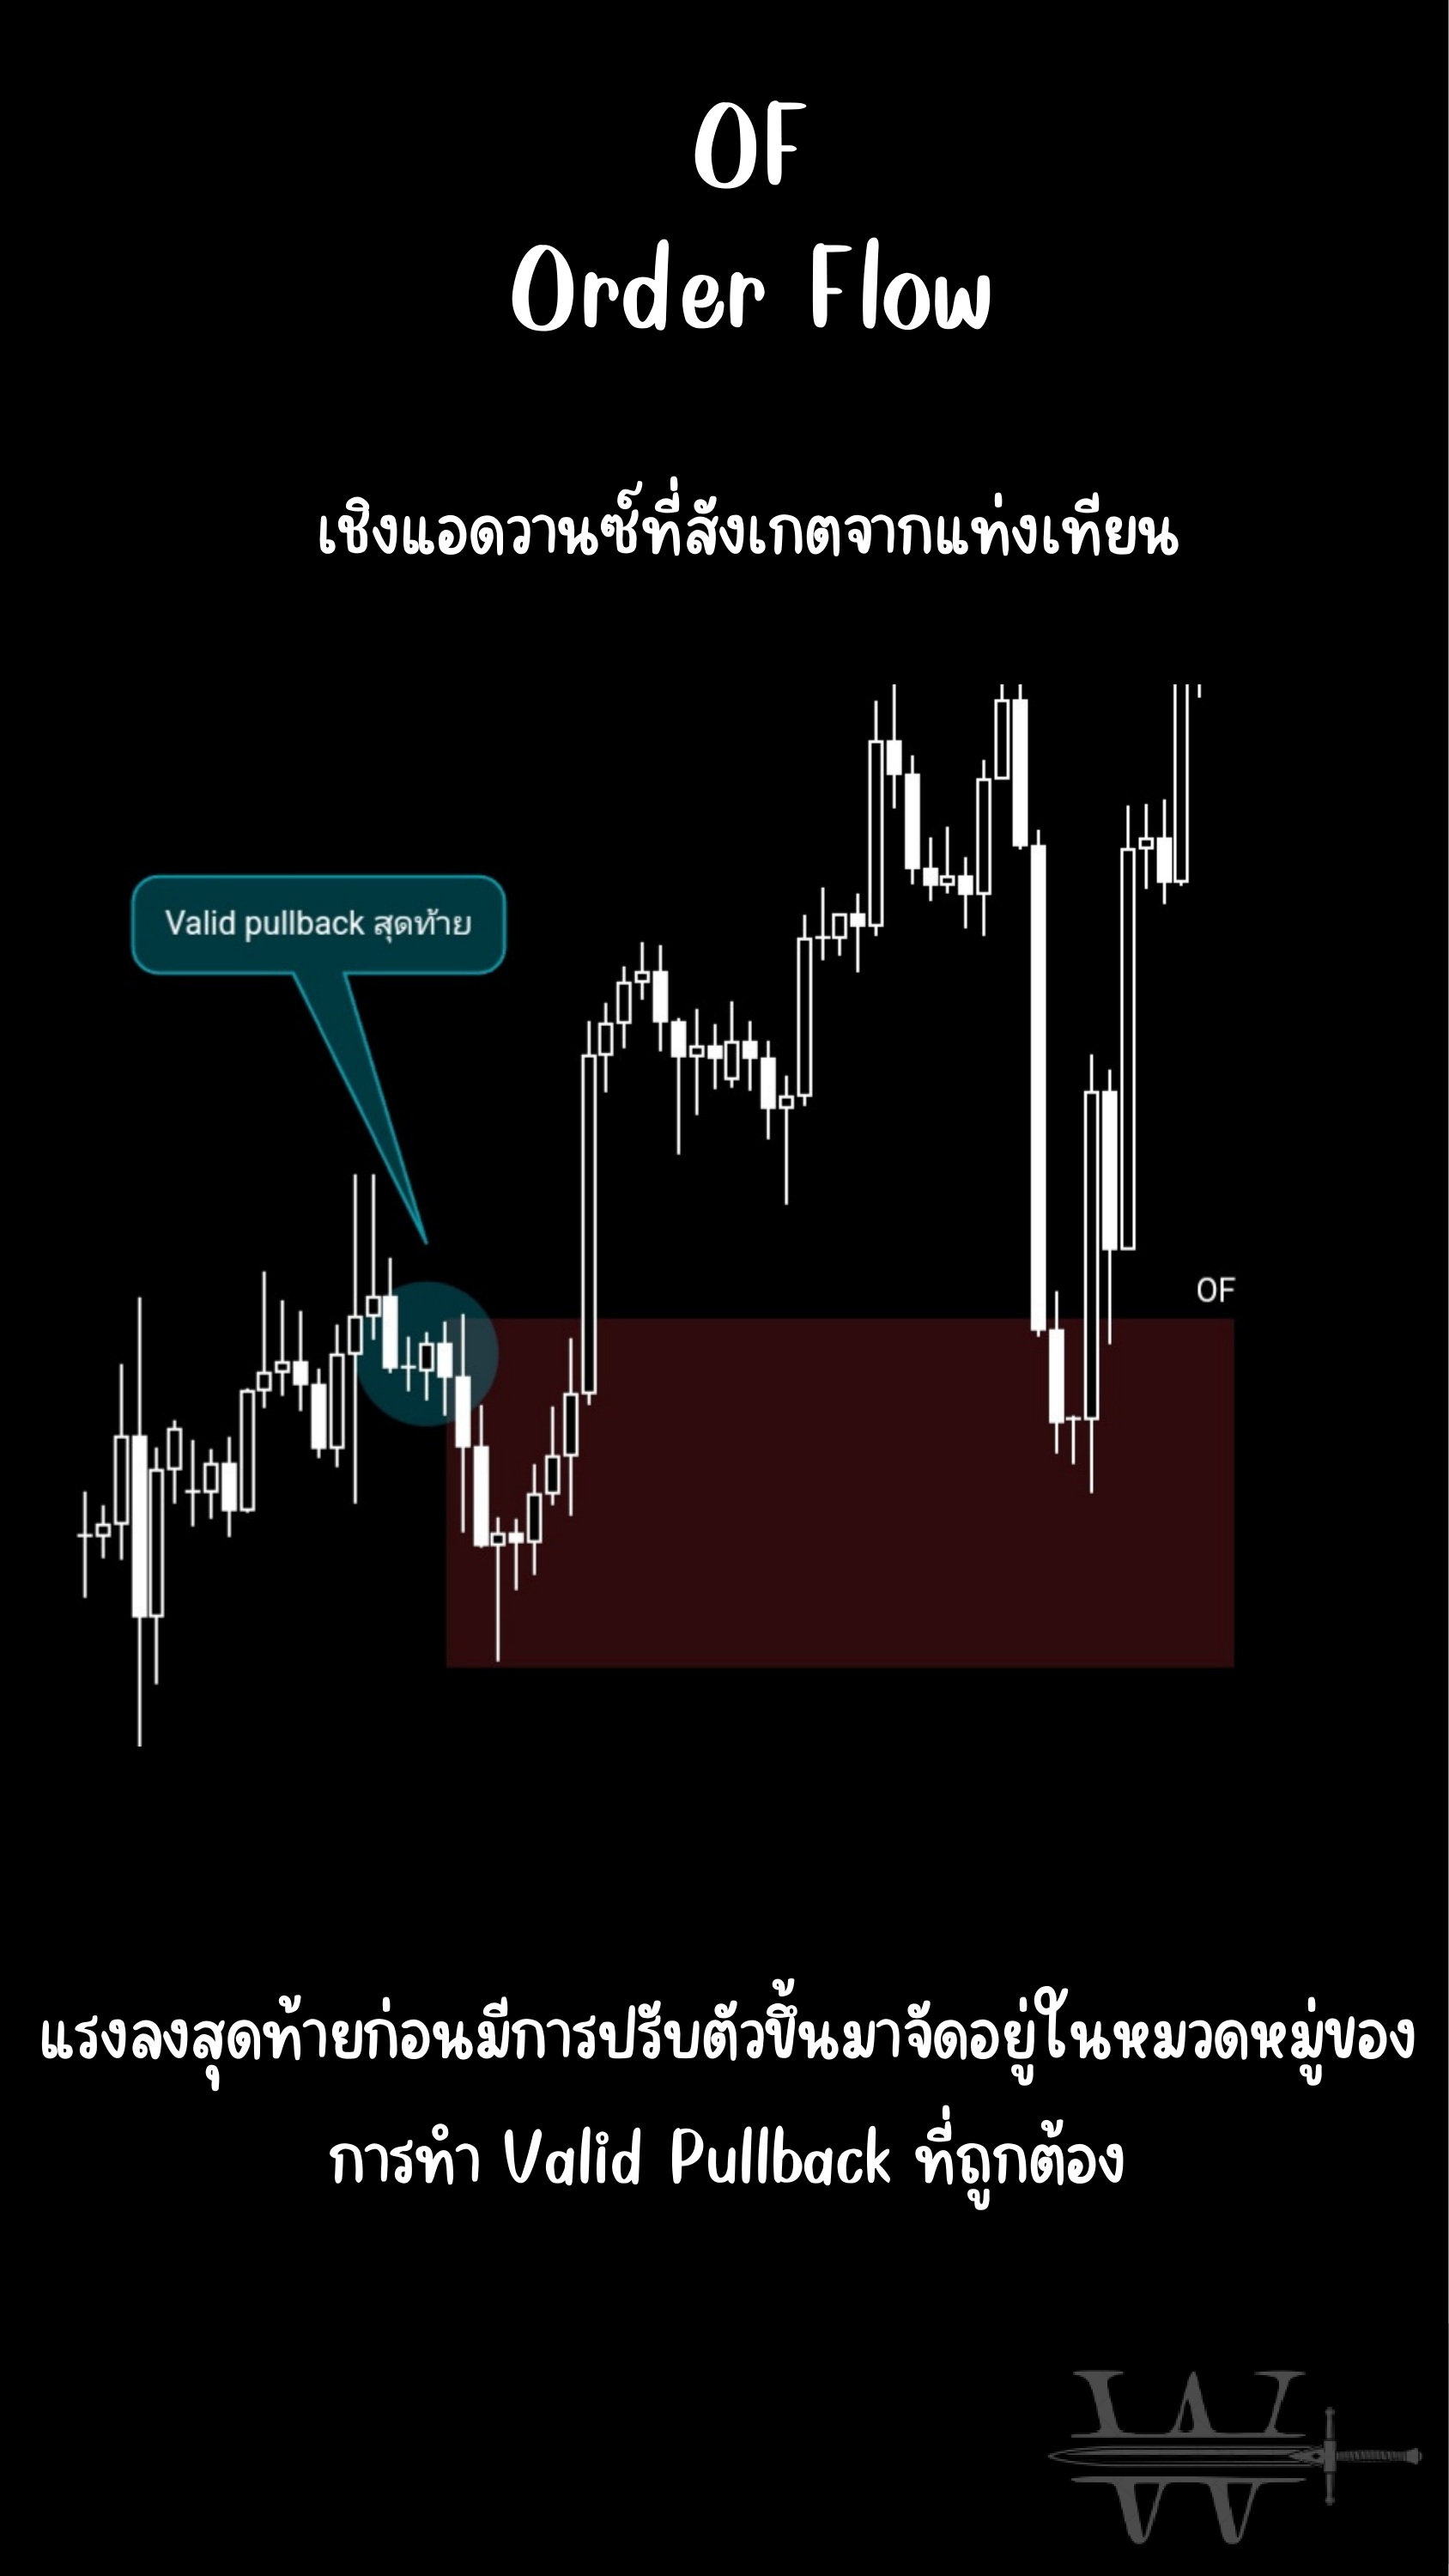 OF
Order Flow
เชิงแอดวานซ์ที่สังเกตจากแท่งเทียน
Valid pullback สุดท้าย
OF
แรงลงสุดท้ายก่อนมีการปรับตัวขึ้นมาจัดอยู่ในหมวดหมู่ของ
การทำ Valid Pullback ที่ถูกต้อง
W